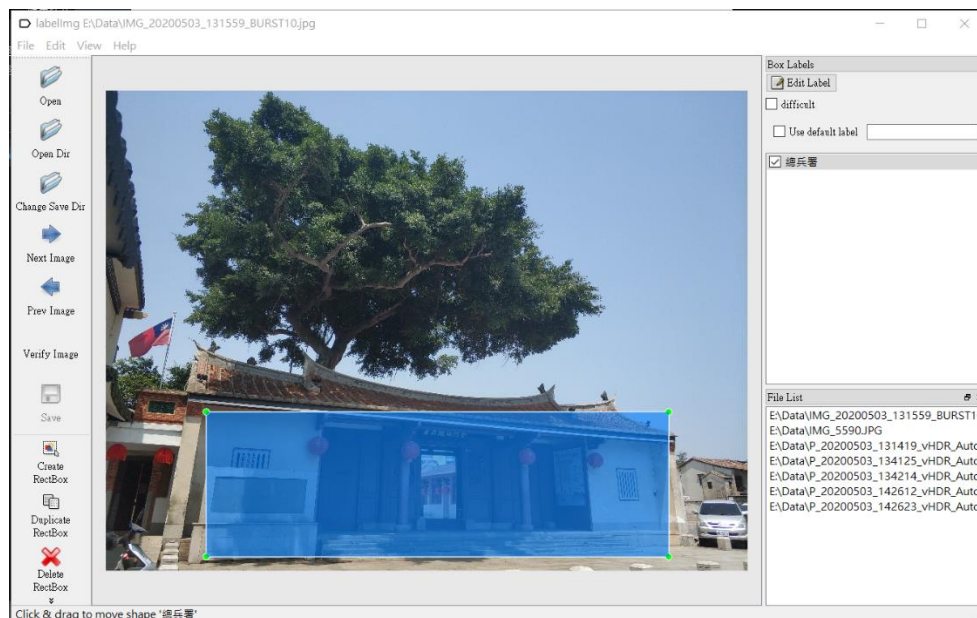 labelImg E:\Data\IMG_20200503_131559_BURST10.jpg
File Edit View Help
Open
Open Dir
Change Save Dir
Next Image
Prev Image
Verify Image
Save
Create
RectBox
Duplicate
RectBox
Delete
RectBox
Box Labels
Edit Label
difficult
Use default label
總兵署
File List
E:\Data\IMG_20200503_131559_BURST1
E:\Data\IMG_5590.JPG
E:\Data\P_20200503_131419_vHDR_Auto
E:\Data\P_20200503_134125_vHDR_Auto
E:\Data\P_20200503_134214_vHDR_Auto
E:\Data\P_20200503_142612_vHDR_Auto
E:\Data\P_20200503_142623_vHDR_Auto
Click & drag to move shape '總兵署'